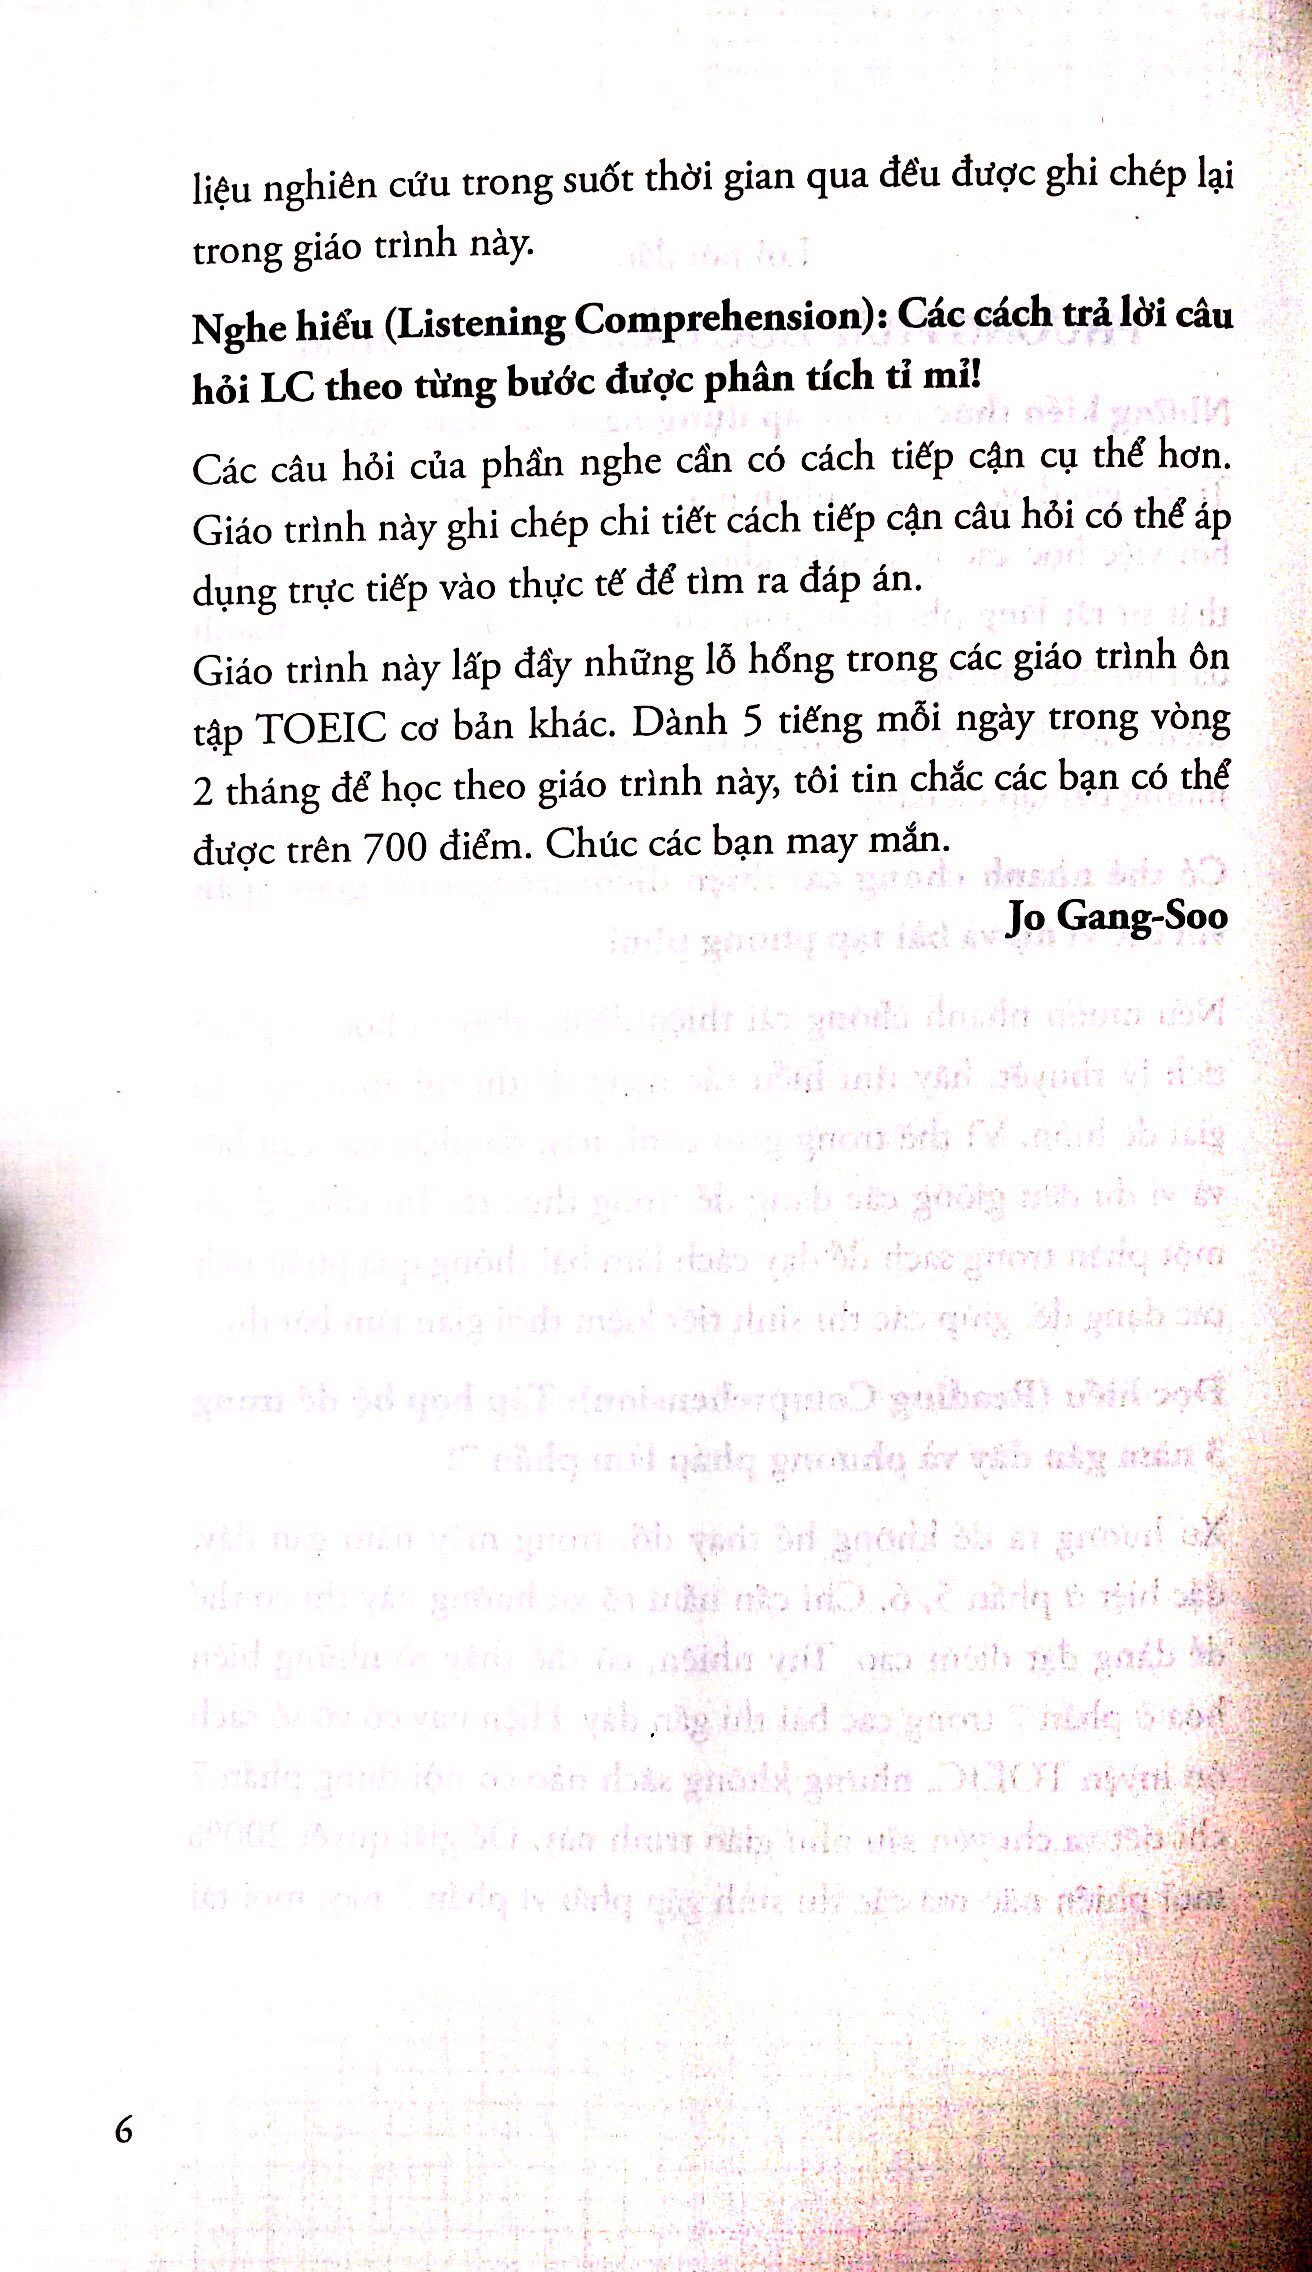 liệu nghiên cứu trong suốt thời gian qua đều được ghi chép lại
trong giáo trình này.
Nghe hiểu (Listening Comprehension): Các cách trả lời câu
hỏi LC theo từng bước được phân tích tỉ mỉ!
Các câu hỏi của phần nghe cần có cách tiếp cận cụ thể hơn.
Giáo trình này ghi chép chi tiết cách tiếp cận câu hỏi có thể áp
dụng trực tiếp vào thực tế để tìm ra đáp án.
Giáo trình này lấp đầy những lỗ hổng trong các giáo trình ôn
tập TOEIC cơ bản khác. Dành 5 tiếng mỗi ngày trong vòng
2 tháng để học theo giáo trình này, tôi tin chắc các bạn có thể
được trên 700 điểm. Chúc các bạn may mắn.
Jo Gang-Soo
6